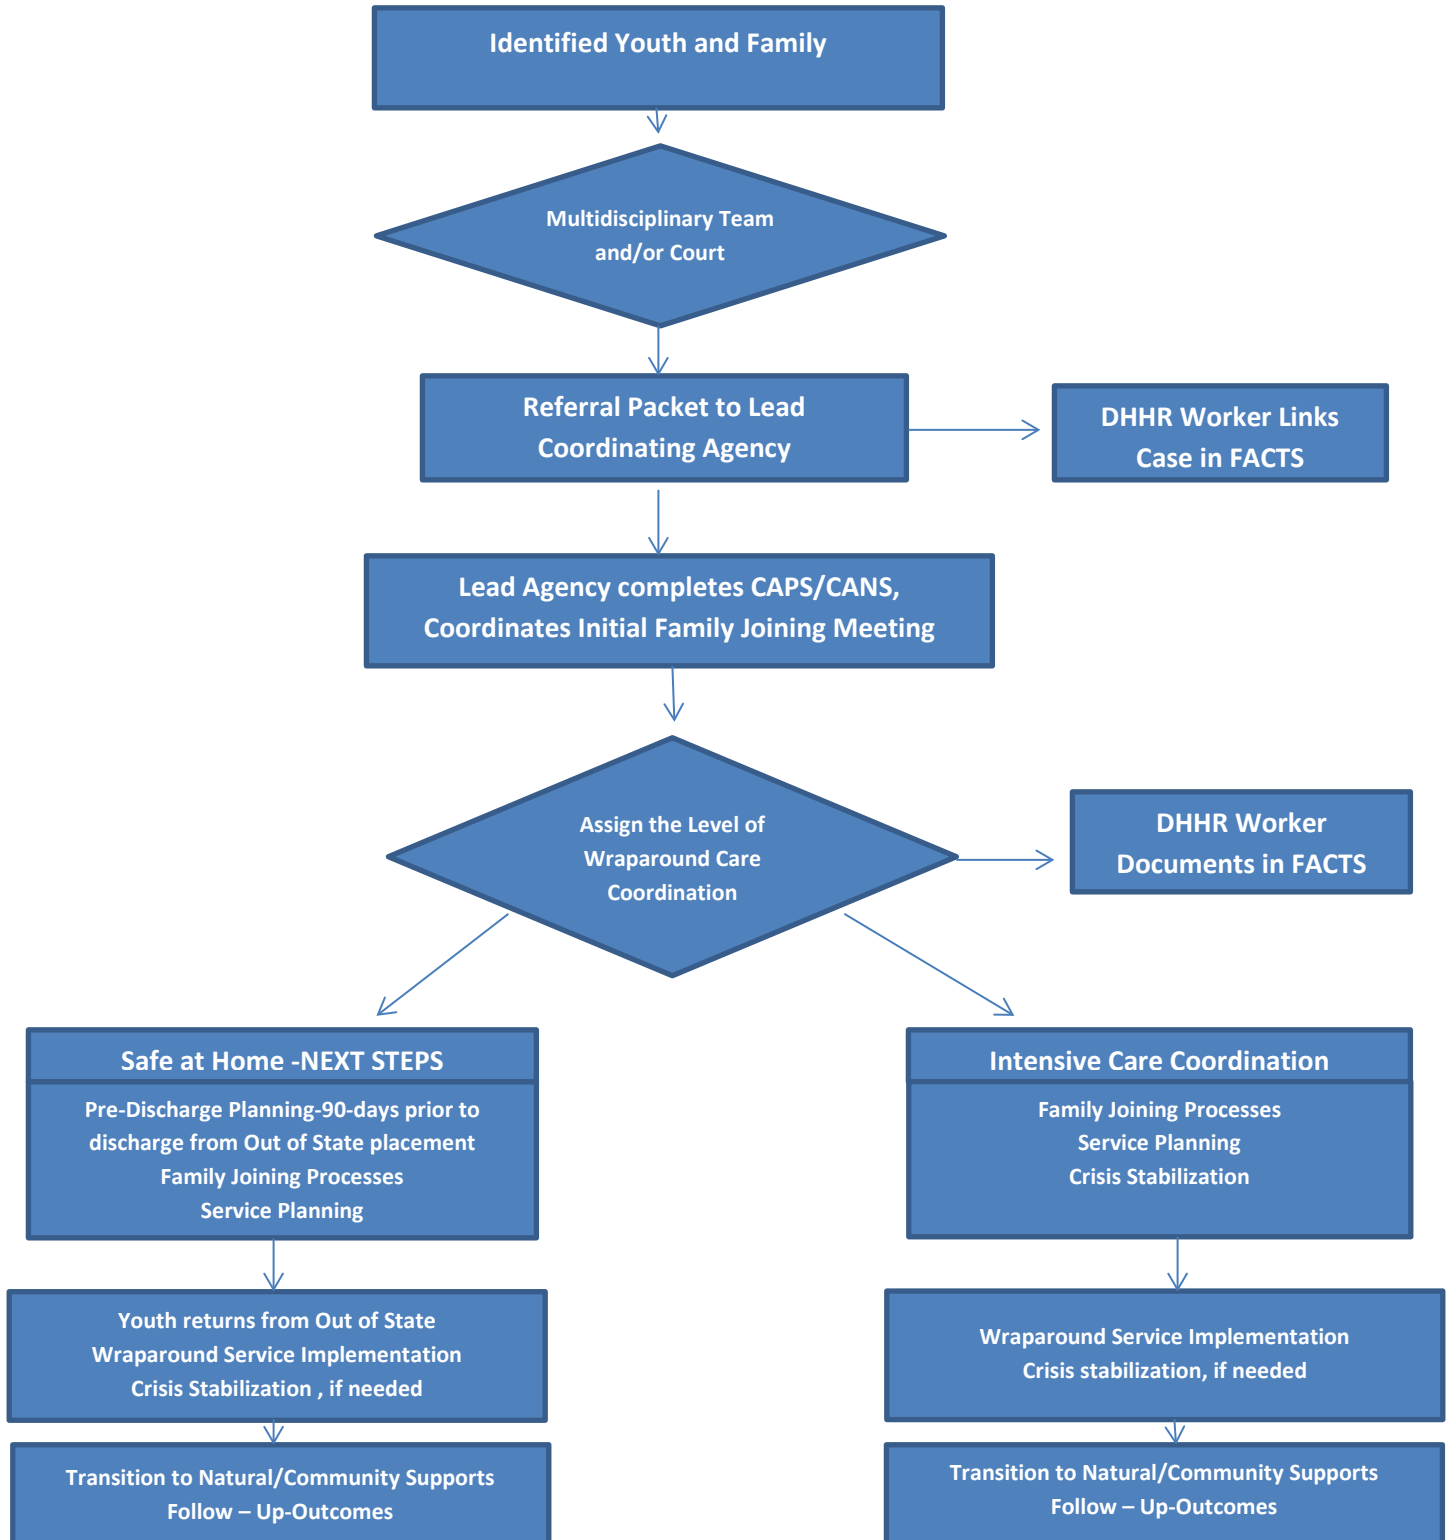 Identified Youth and Family
Multidisciplinary Team
and/or Court
Referral Packet to Lead
Coordinating Agency
DHHR Worker Links
Case in FACTS
Lead Agency completes CAPS/CANS,
Coordinates Initial Family Joining Meeting
Assign the Level of
Wraparound Care
Coordination
DHHR Worker
Documents in FACTS
Safe at Home -NEXT STEPS
Pre-Discharge Planning-90-days prior to
discharge from Out of State placement
Family Joining Processes
Service Planning
Intensive Care Coordination
Family Joining Processes
Service Planning
Crisis Stabilization
Youth returns from Out of State
Wraparound Service Implementation
Crisis Stabilization , if needed
Wraparound Service Implementation
Crisis stabilization, if needed
Transition to Natural/Community Supports
Follow – Up-Outcomes
Transition to Natural/Community Supports
Follow – Up-Outcomes